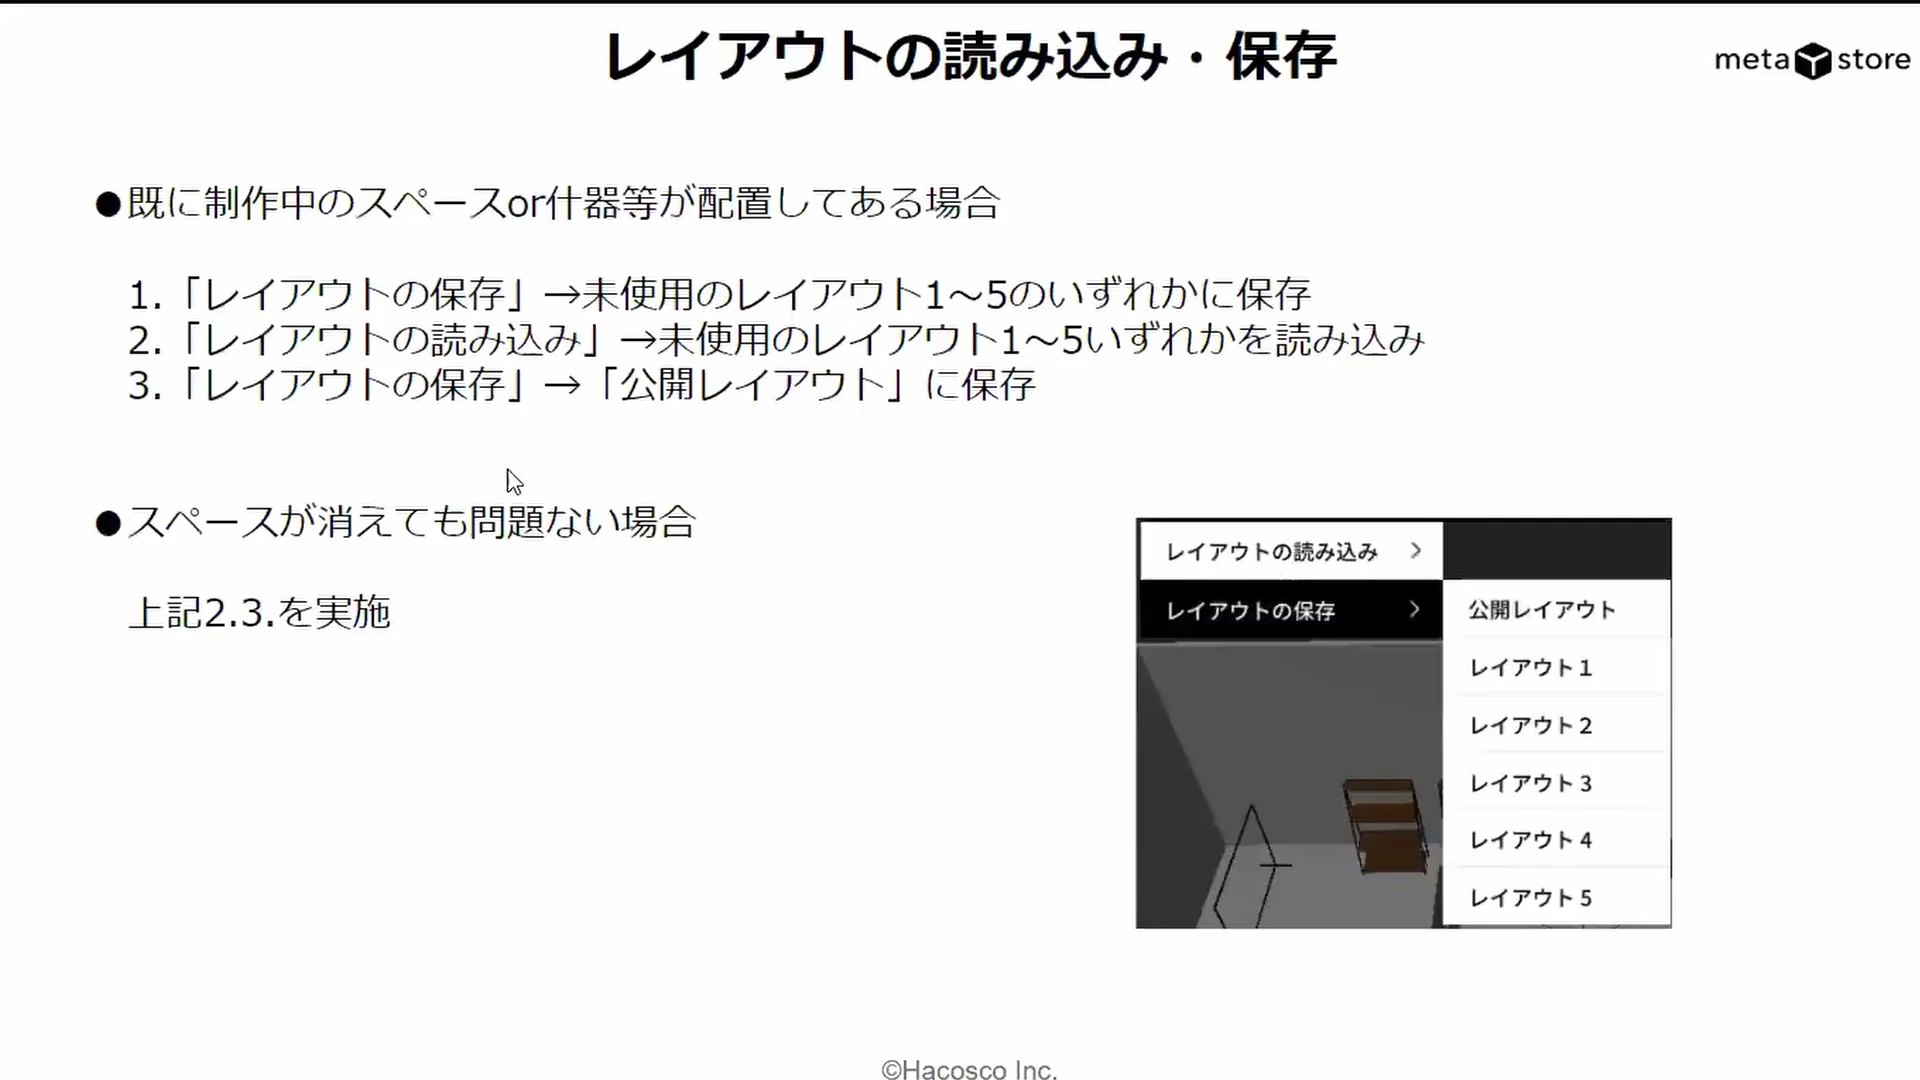 レイアウトの読み込み・保存
meta store
●既に制作中のスペースor什器等が配置してある場合
1.「レイアウトの保存」→未使用のレイアウト1～5のいずれかに保存
2.「レイアウトの読み込み」→未使用のレイアウト1～5いずれかを読み込み
3.「レイアウトの保存」→「公開レイアウト」に保存
●スペースが消えても問題ない場合
上記2.3.を実施
レイアウトの読み込み
レイアウトの保存
公開レイアウト
レイアウト 1
レイアウト 2
レイアウト 3
レイアウト 4
レイアウト 5
©Hacosco Inc.